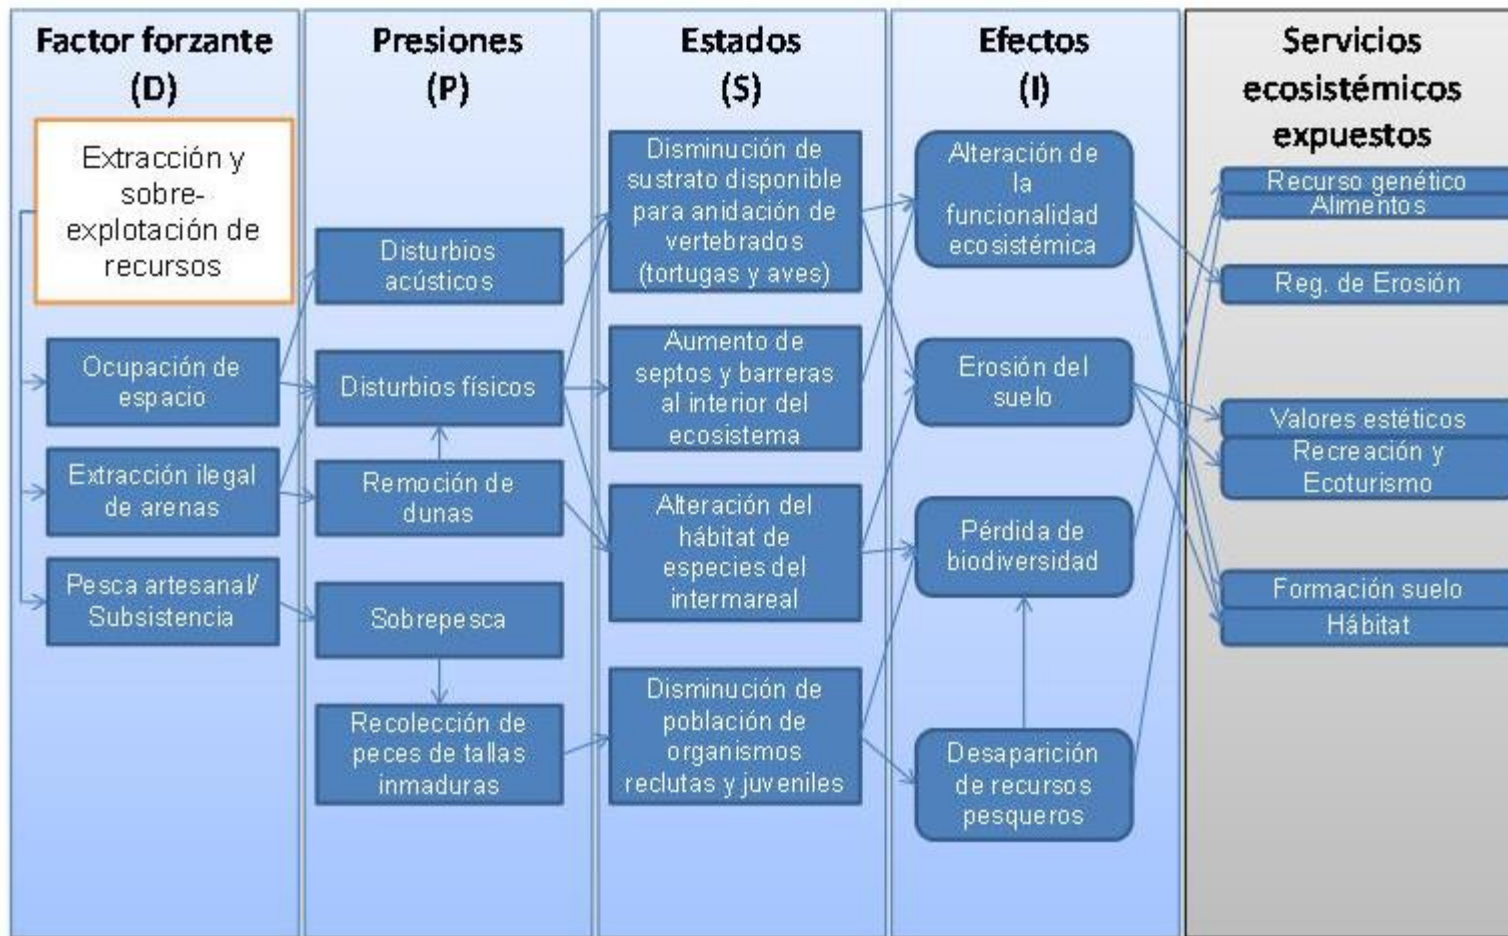 Factor forzante
(D)
Extracción y
sobre-
explotación de
recursos
Ocupación de
espacio
Extracción ilegal
de arenas
Pesca artesanal/
Subsistencia
Presiones
(P)
Disturbios
acústicos
Disturbios físicos
Remoción de
dunas
Sobrepesca
Recolección de
peces de tallas
inmaduras
Estados
(S)
Disminución de
sustrato disponible
para anidación de
vertebrados
(tortugas y aves)
Aumento de
septos y barreras
al interior del
ecosistema
Alteración del
hábitat de
especies del
intermareal
Disminución de
población de
organismos
reclutas y juveniles
Efectos
(I)
Alteración de
la
funcionalidad
ecosistémica
Erosión del
suelo
Pérdida de
biodiversidad
Desaparición
de recursos
pesqueros
Servicios
ecosistémicos
expuestos
Recurso genético
Alimentos
Reg. de Erosión
Valores estéticos
Recreación y
Ecoturismo
Formación suelo
Hábitat